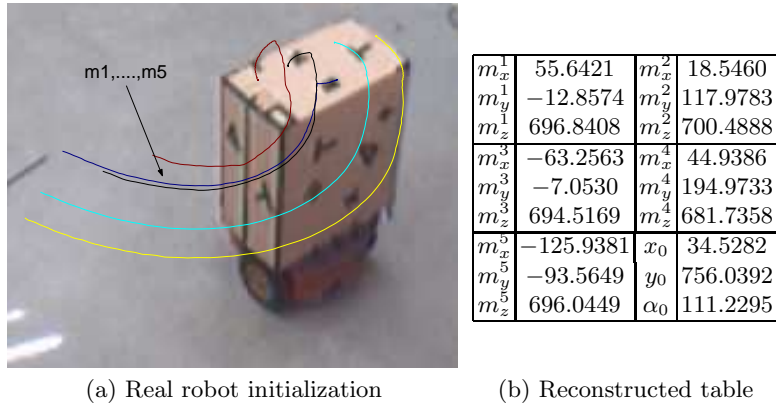 m1,....,m5
m_x^1 55.6421 m_x^2 18.5460
m_y^1 −12.8574 m_y^2 117.9783
m_z^1 696.8408 m_z^2 700.4888
m_x^3 −63.2563 m_x^4 44.9386
m_y^3 −7.0530 m_y^4 194.9733
m_z^3 694.5169 m_z^4 681.7358
m_x^5 −125.9381 x_0 34.5282
m_y^5 −93.5649 y_0 756.0392
m_z^5 696.0449 α_0 111.2295
(a) Real robot initialization
(b) Reconstructed table